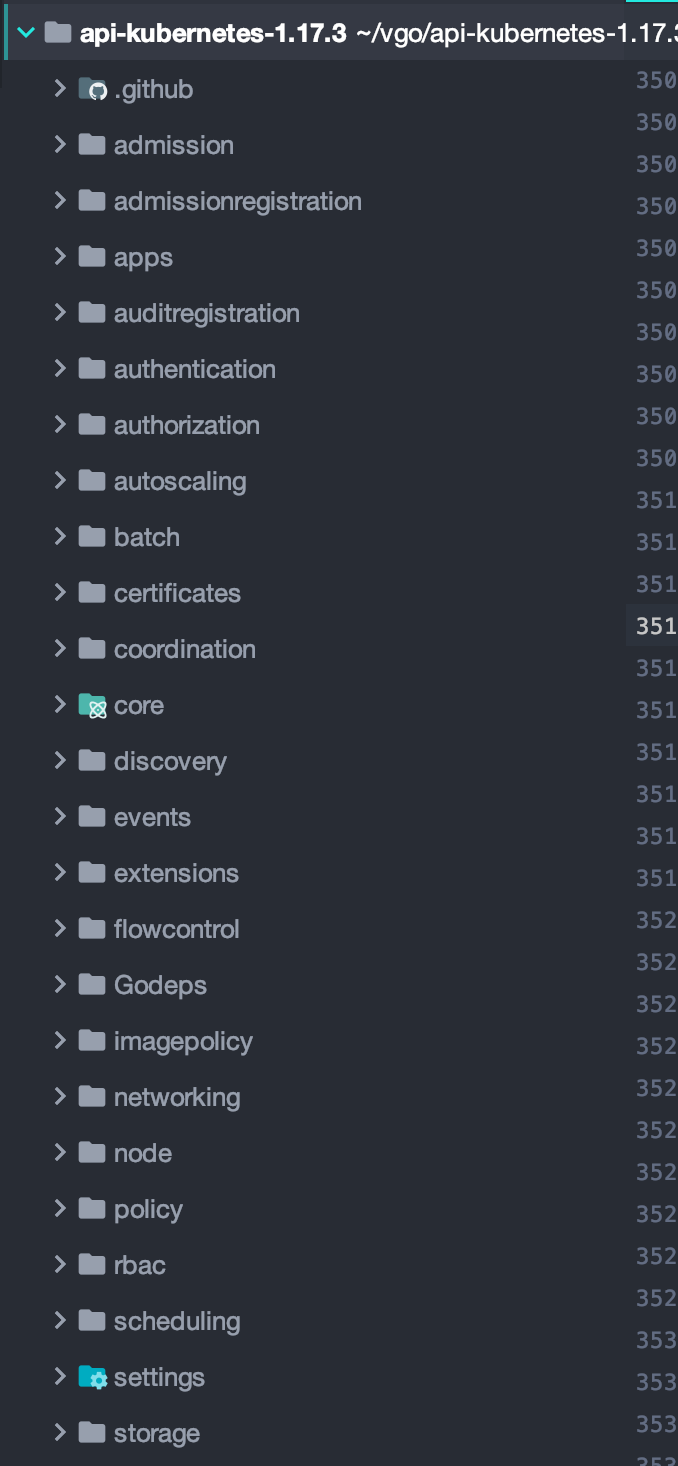 api-kubernetes-1.17.3 ~/vgo/api-kubernetes-1.17.3
.github
350
admission
350
350
admissionregistration
350
apps
350
auditregistration
350
350
authentication
350
authorization
350
350
autoscaling
351
batch
351
certificates
351
351
coordination
351
core
351
discovery
351
351
events
351
extensions
351
flowcontrol
352
352
Godeps
352
imagepolicy
352
networking
352
352
node
352
policy
352
rbac
352
352
scheduling
353
settings
353
353
storage